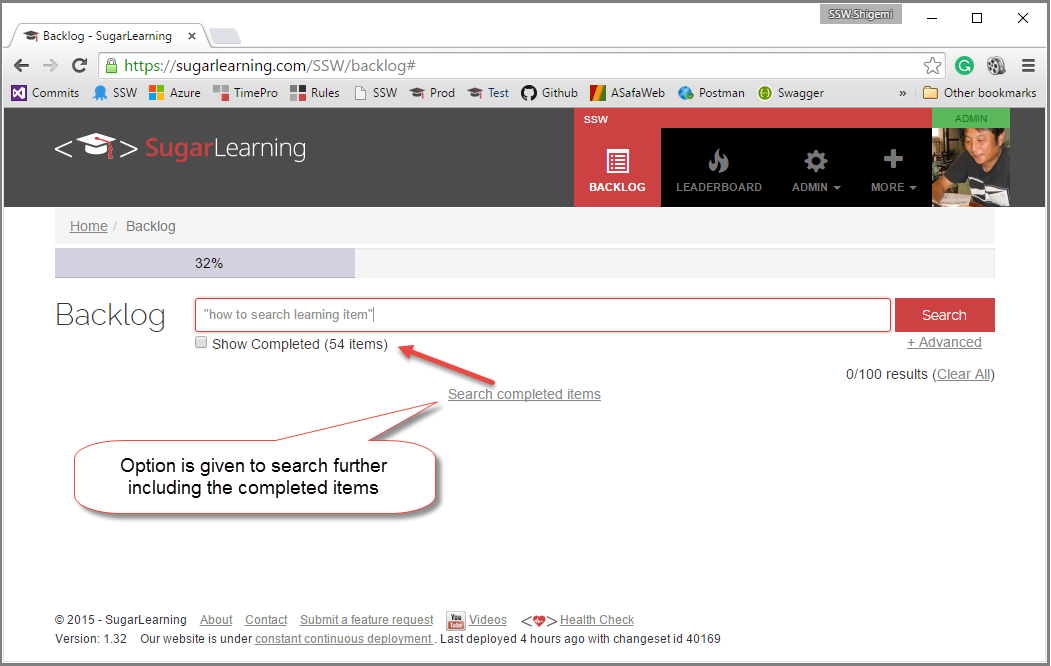 SSW.Shigemi
Backlog - SugarLearning
https://sugarlearning.com/SSW/backlog#
Commits SSW Azure TimePro Rules SSW Prod Test Github ASafaWeb Postman Swagger » Other bookmarks
SSW ADMIN
<> SugarLearning
BACKLOG LEADERBOARD ADMIN MORE
Home / Backlog
32%
Backlog "how to search learning item" Search
Show Completed (54 items) + Advanced
0/100 results (Clear All)
Search completed items
Option is given to search further
including the completed items
© 2015 - SugarLearning About Contact Submit a feature request You Tube Videos <> Health Check
Version: 1.32 Our website is under constant continuous deployment . Last deployed 4 hours ago with changeset id 40169